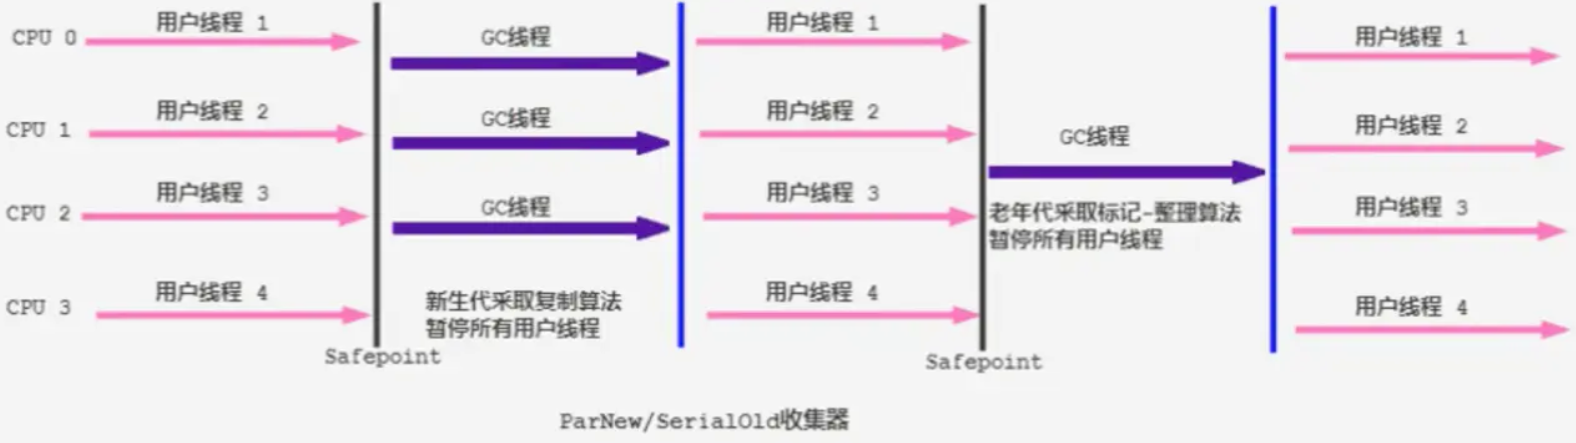 用户线程 1
GC线程
用户线程 1
用户线程 1
CPU 0
用户线程 2
GC线程
用户线程 2
GC线程
用户线程 2
CPU 1
用户线程 3
GC线程
用户线程 3
老年代采取标记-整理算法
暂停所有用户线程
用户线程 3
CPU 2
用户线程 4
新生代采取复制算法
暂停所有用户线程
用户线程 4
用户线程 4
CPU 3
Safepoint
Safepoint
ParNew/SerialOld收集器